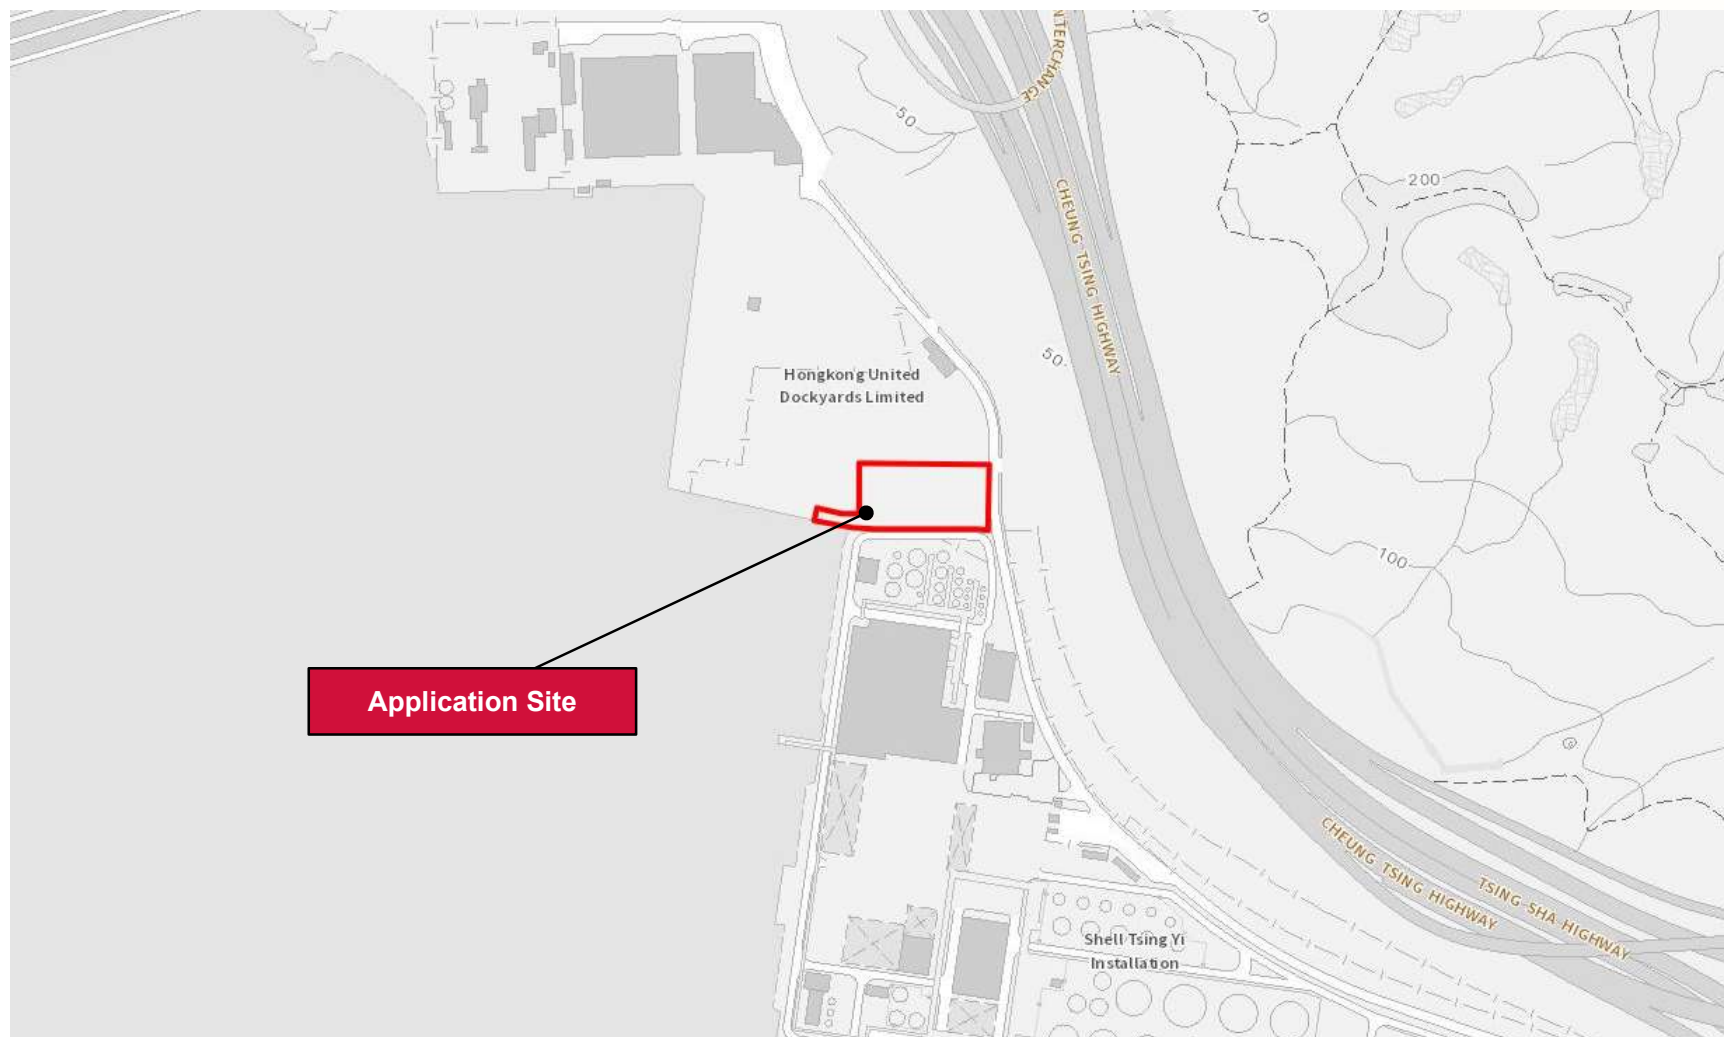 NTERCHANGE
50
CHEUNG TSING HIGHWAY
200
50
Hongkong United
Dockyards Limited
100
Application Site
CHEUNG TSING HIGHWAY
TSING SHA HIGHWAY
Shell Tsing Yi
Installation